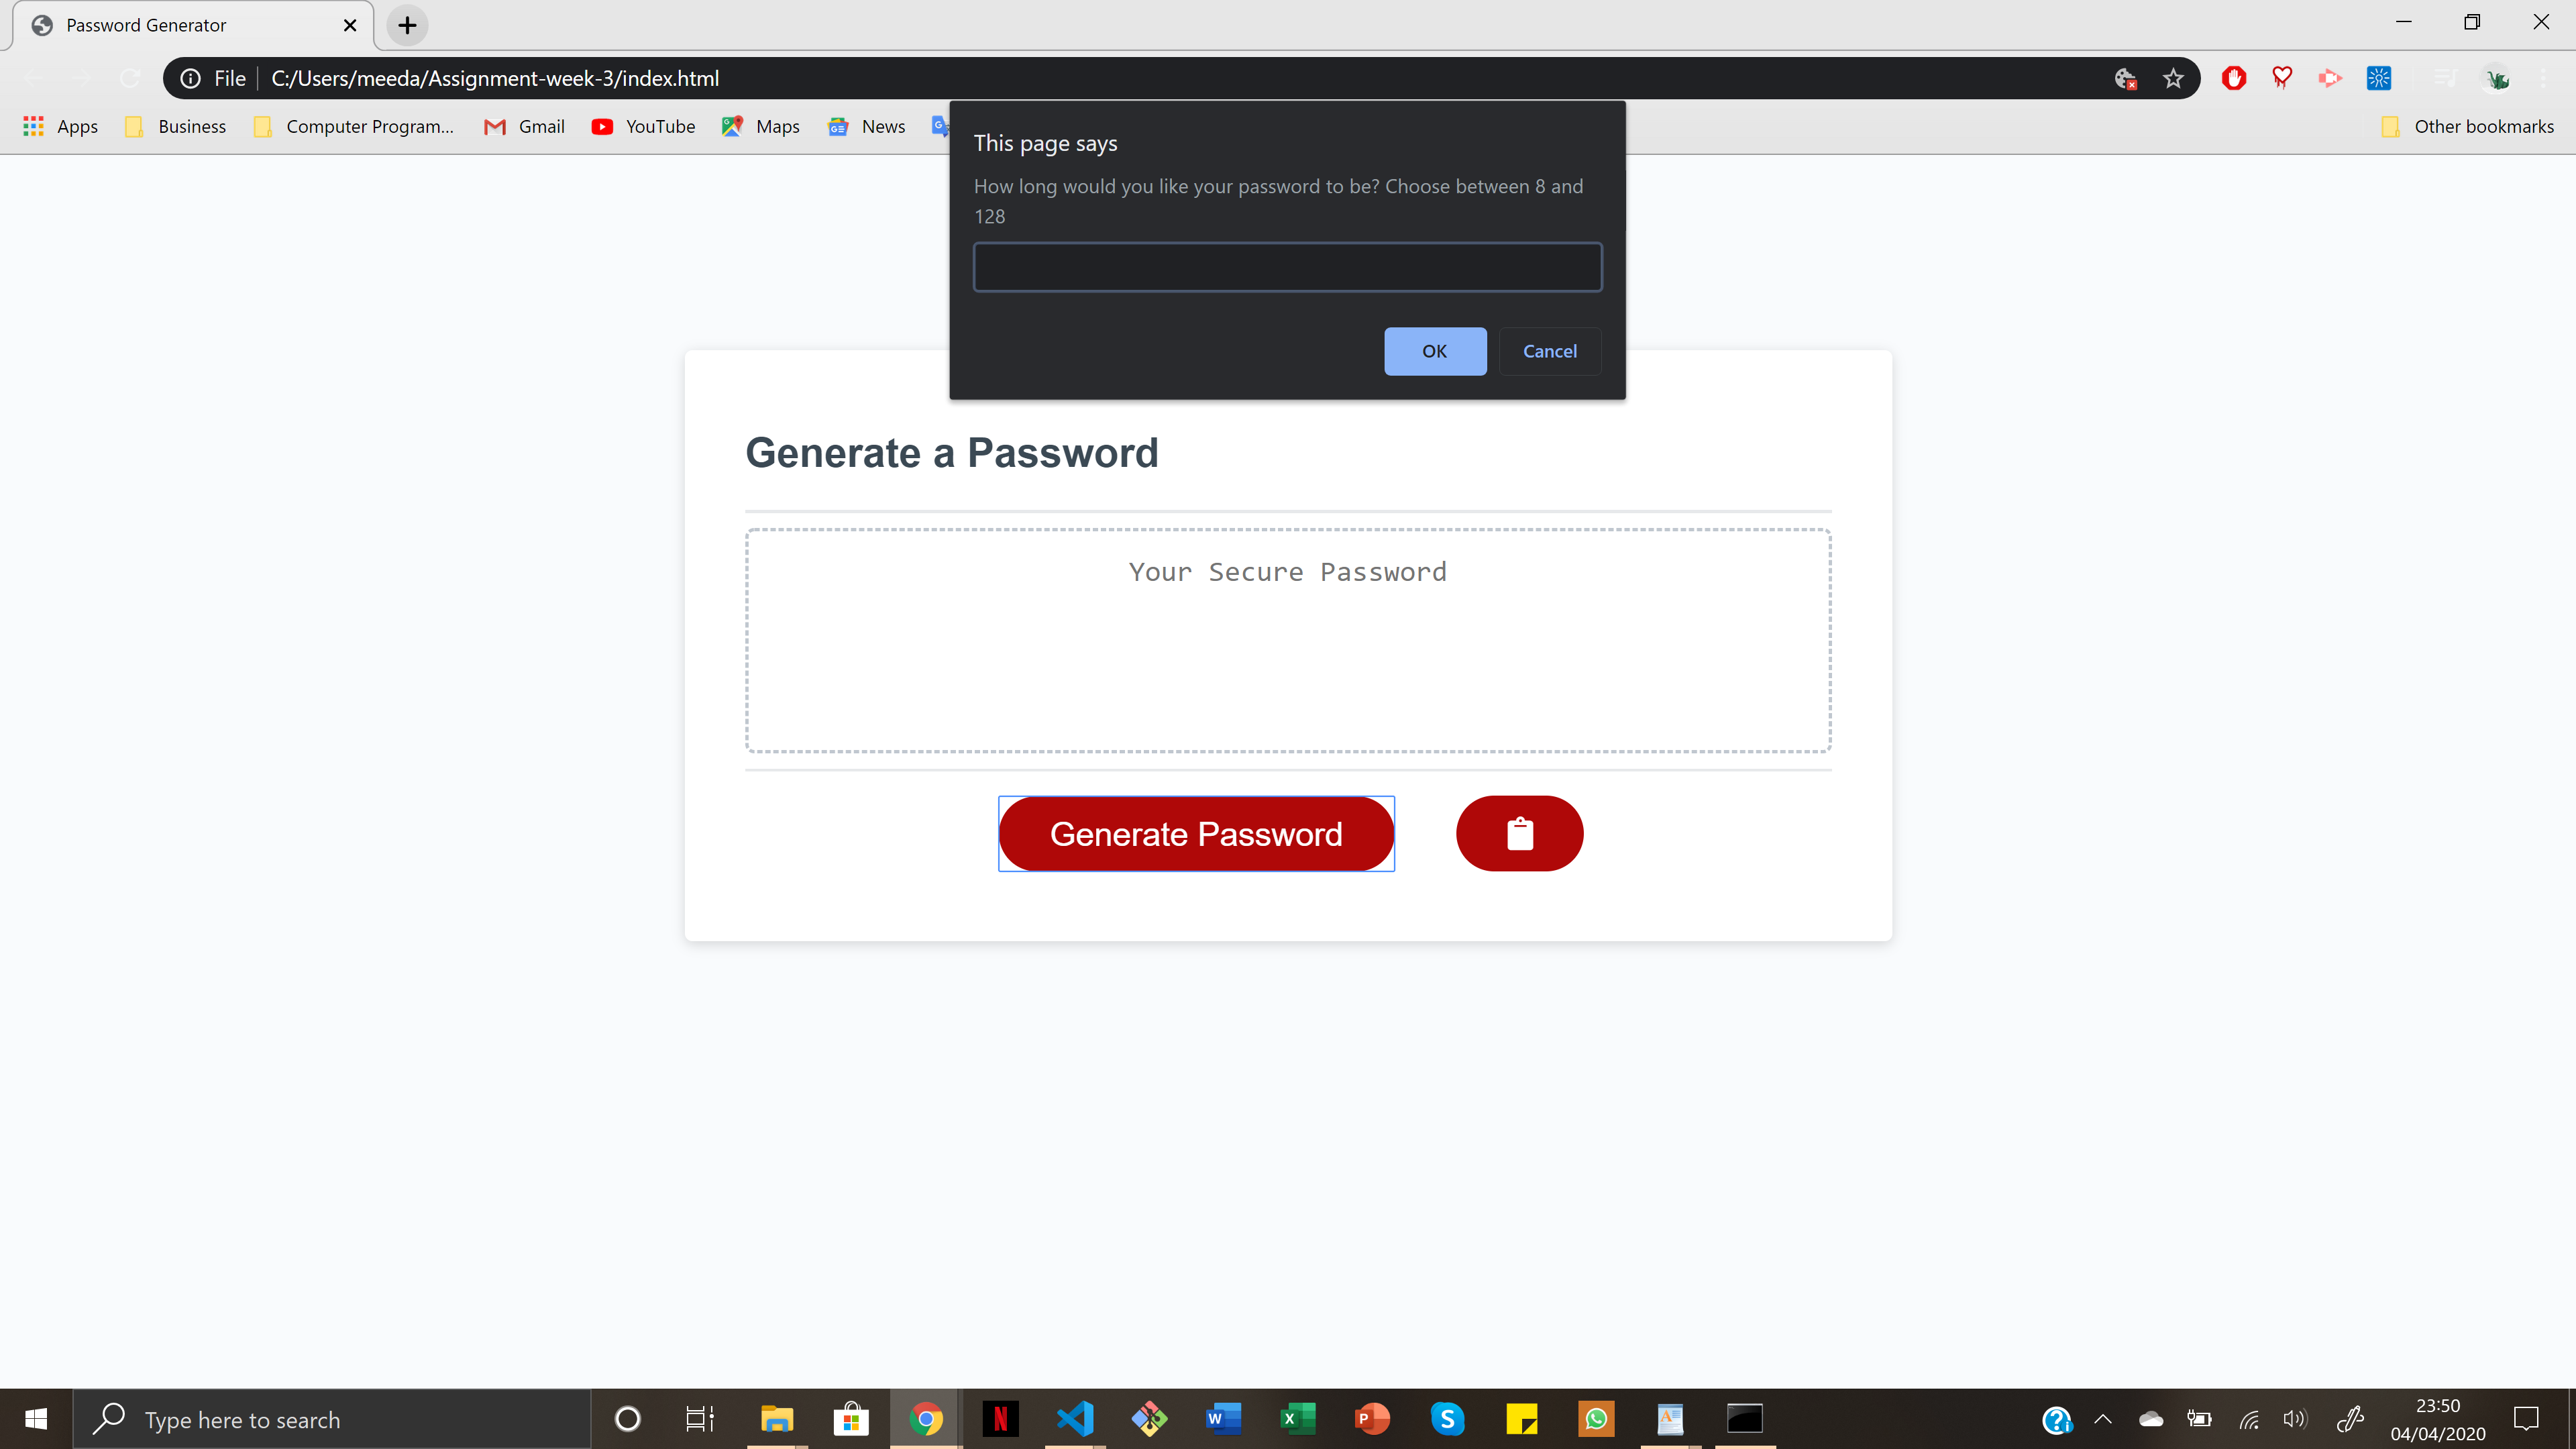 Password Generator
File
C:/Users/meeda/Assignment-week-3/index.html
Apps
Business
Computer Program...
Gmail
YouTube
Maps
News
Other bookmarks
This page says
How long would you like your password to be? Choose between 8 and
128
OK
Cancel
Generate a Password
Your Secure Password
Generate Password
Type here to search
23:50
04/04/2020